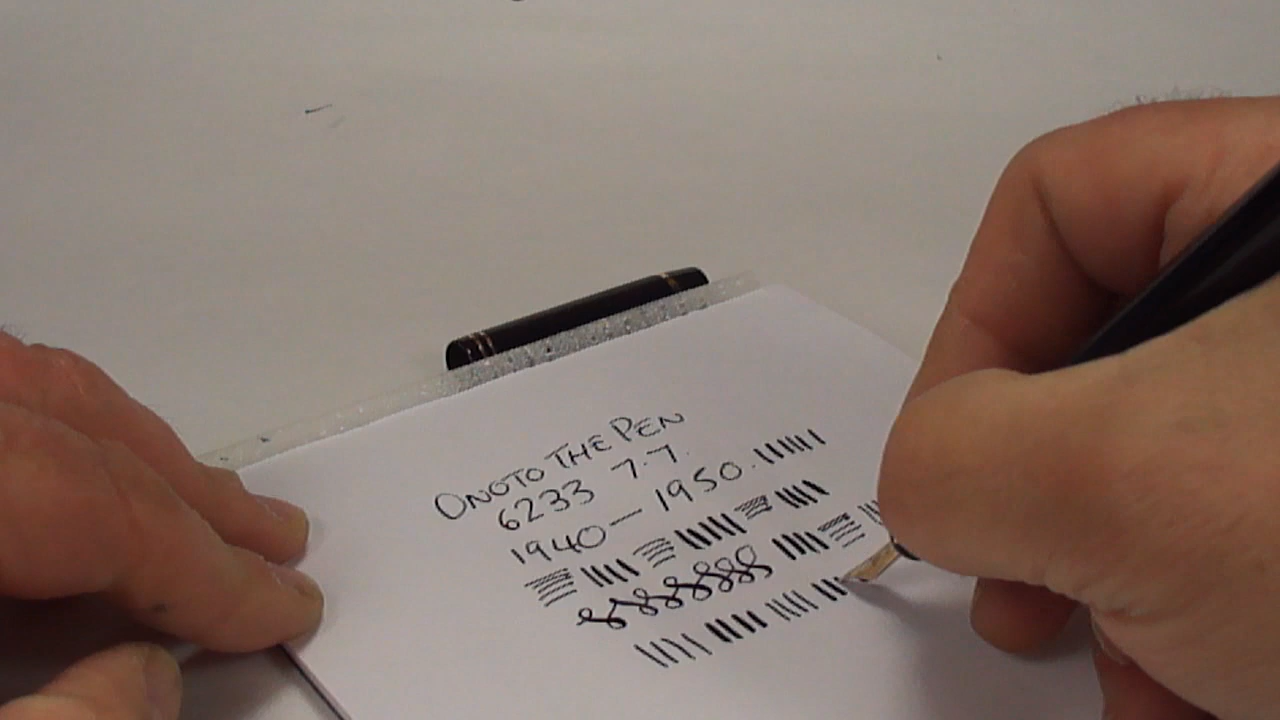 ONOTO THE PEN
6233 7.7.
1940 — 1950.